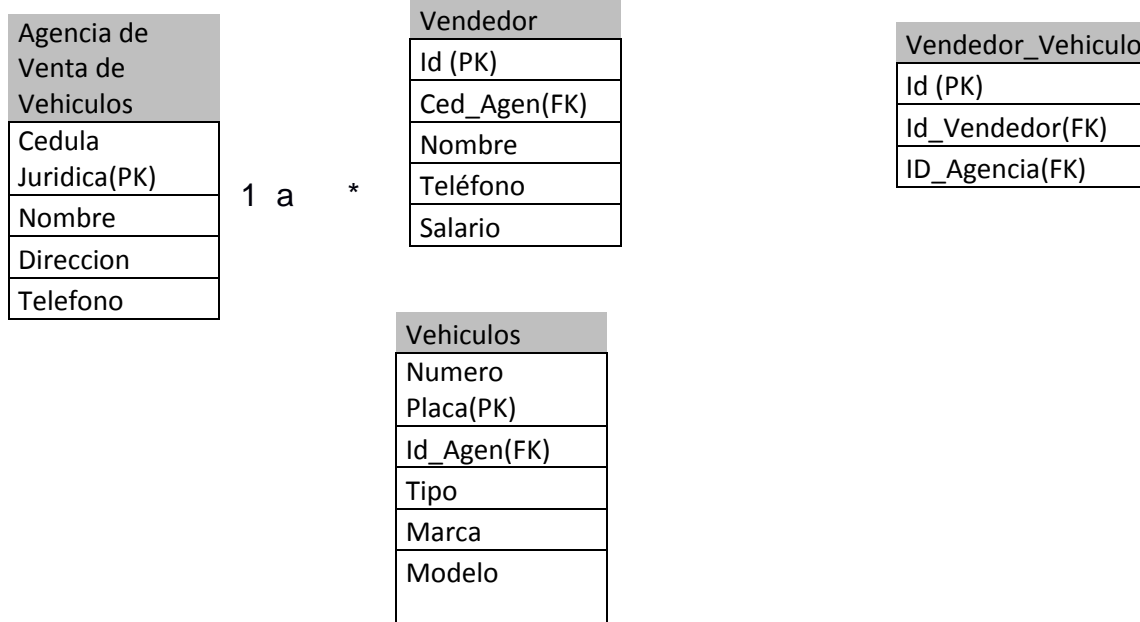 Agencia de
Venta de
Vehiculos
Cedula
Juridica(PK)
Nombre
Direccion
Telefono
1 a *
Vendedor
Id (PK)
Ced_Agen(FK)
Nombre
Teléfono
Salario
Vehiculos
Numero
Placa(PK)
Id_Agen(FK)
Tipo
Marca
Modelo
Vendedor_Vehiculo
Id (PK)
Id_Vendedor(FK)
ID_Agencia(FK)